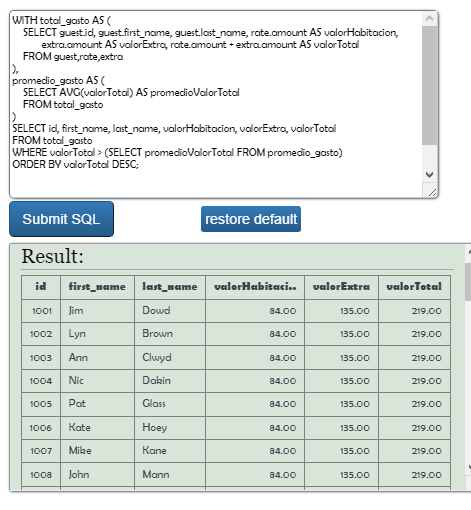 WITH total_gasto AS (
SELECT guest.id, guest.first_name, guest.last_name, rate.amount AS valorHabitacion,
extra.amount AS valorExtra, rate.amount + extra.amount AS valorTotal
FROM guest,rate,extra
),
promedio_gasto AS (
SELECT AVG(valorTotal) AS promedioValorTotal
FROM total_gasto
)
SELECT id, first_name, last_name, valorHabitacion, valorExtra, valorTotal
FROM total_gasto
WHERE valorTotal > (SELECT promedioValorTotal FROM promedio_gasto)
ORDER BY valorTotal DESC;
Submit SQL restore default
Result:
id first_name last_name valorHabitaci.. valorExtra valorTotal
1001 Jim Dowd 84.00 135.00 219.00
1002 Lyn Brown 84.00 135.00 219.00
1003 Ann Clwyd 84.00 135.00 219.00
1004 Nic Dakin 84.00 135.00 219.00
1005 Pat Glass 84.00 135.00 219.00
1006 Kate Hoey 84.00 135.00 219.00
1007 Mike Kane 84.00 135.00 219.00
1008 John Mann 84.00 135.00 219.00